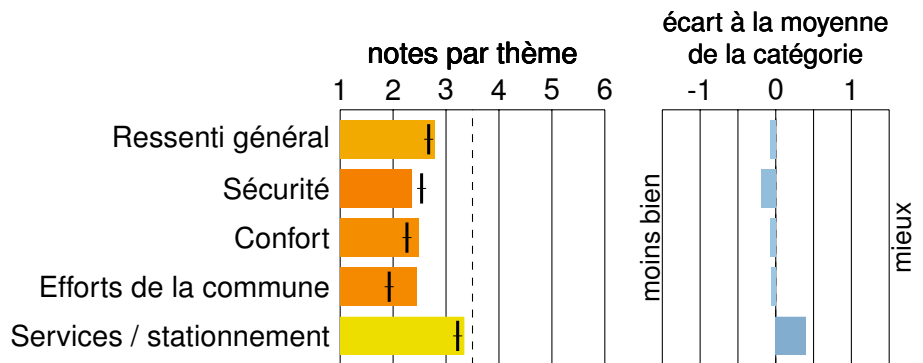 notes par thème
1 2 3 4 5 6
écart à la moyenne
de la catégorie
-1 0 1
Ressenti général
Sécurité
Confort
Efforts de la commune
Services / stationnement
moins bien
mieux